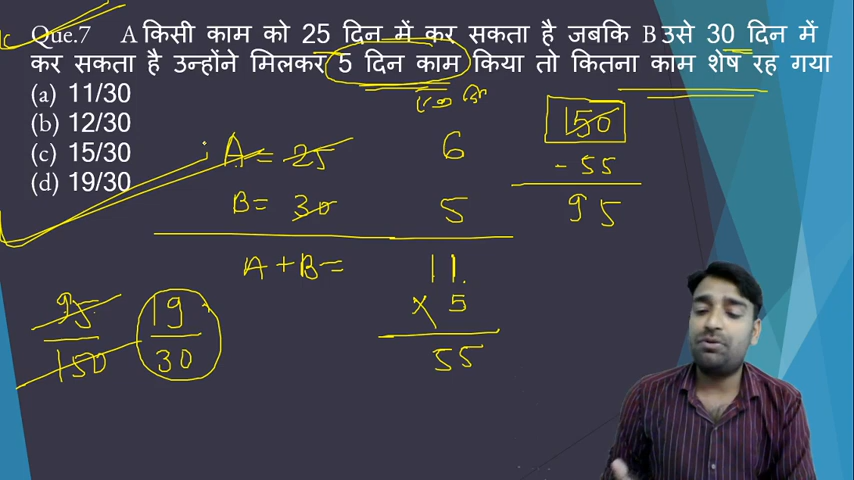 Que.7 A किसी काम को 25 दिन में कर सकता है जबकि B उसे 30 दिन में
कर सकता है उन्होंने मिलकर 5 दिन काम किया तो कितना काम शेष रह गया
(a) 11/30
(b) 12/30
(c) 15/30
(d) 19/30
150
A = 25 6
- 55
B = 30 5
95
A + B = 11
95 19
× 5
150 30
55